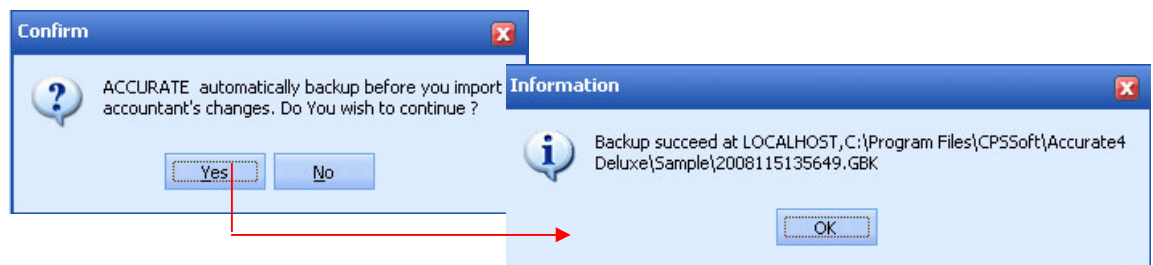 Confirm
ACCURATE automatically backup before you import
accountant's changes. Do You wish to continue ?
Yes
No
Information
Backup succeed at LOCALHOST,C:\Program Files\CPSSoft\Accurate4
Deluxe\Sample\2008115135649.GBK
OK